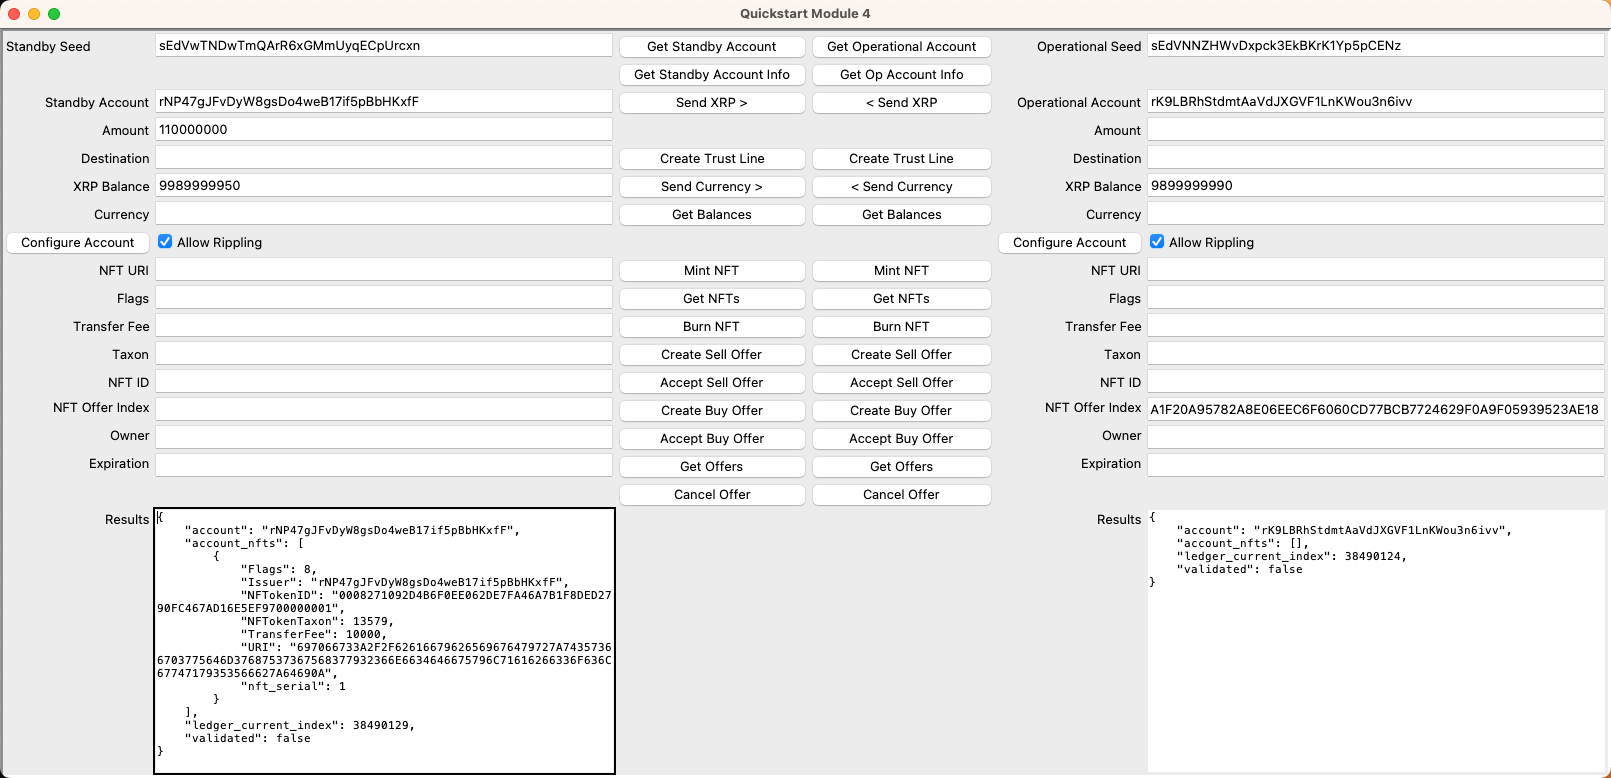 Quickstart Module 4
Standby Seed sEdVwTNDwTmQArR6xGMmUyqECpUrcxn Get Standby Account Get Operational Account Operational Seed sEdVNNZHWvDxpck3EkBKrK1Yp5pCENz
Get Standby Account Info Get Op Account Info
Standby Account rNP47gJFvDyW8gsDo4weB17if5pBbHKxfF Send XRP > < Send XRP Operational Account rK9LBRhStdmtAaVdJXGVF1LnKWou3n6ivv
Amount 110000000 Amount
Destination Create Trust Line Create Trust Line Destination
XRP Balance 9989999950 Send Currency > < Send Currency XRP Balance 9899999990
Currency Get Balances Get Balances Currency
Configure Account Allow Rippling Configure Account Allow Rippling
NFT URI Mint NFT Mint NFT NFT URI
Flags Get NFTs Get NFTs Flags
Transfer Fee Burn NFT Burn NFT Transfer Fee
Taxon Create Sell Offer Create Sell Offer Taxon
NFT ID Accept Sell Offer Accept Sell Offer NFT ID
NFT Offer Index Create Buy Offer Create Buy Offer NFT Offer Index A1F20A95782A8E06EEC6F6060CD77BCB7724629F0A9F05939523AE18
Owner Accept Buy Offer Accept Buy Offer Owner
Expiration Get Offers Get Offers Expiration
Cancel Offer Cancel Offer
Results
{
"account": "rNP47gJFvDyW8gsDo4weB17if5pBbHKxfF",
"account_nfts": [
{
"Flags": 8,
"Issuer": "rNP47gJFvDyW8gsDo4weB17if5pBbHKxfF",
"NFTokenID": "0008271092D4B6F0EE062DE7FA46A7B1F8DED27
90FC467AD16E5EF9700000001",
"NFTokenTaxon": 13579,
"TransferFee": 10000,
"URI": "697066733A2F2F62616679626569676479727A7435736
6703775646D37687537367568377932366E6634646675796C71616266336F636C
677471793535666​27A64690A",
"nft_serial": 1
}
],
"ledger_current_index": 38490129,
"validated": false
}
Results
{
"account": "rK9LBRhStdmtAaVdJXGVF1LnKWou3n6ivv",
"account_nfts": [],
"ledger_current_index": 38490124,
"validated": false
}